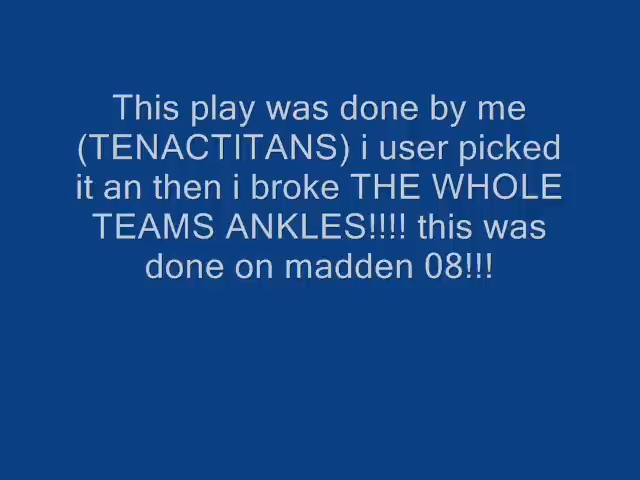 This play was done by me
(TENACTITANS) i user picked
it an then i broke THE WHOLE
TEAMS ANKLES!!!! this was
done on madden 08!!!